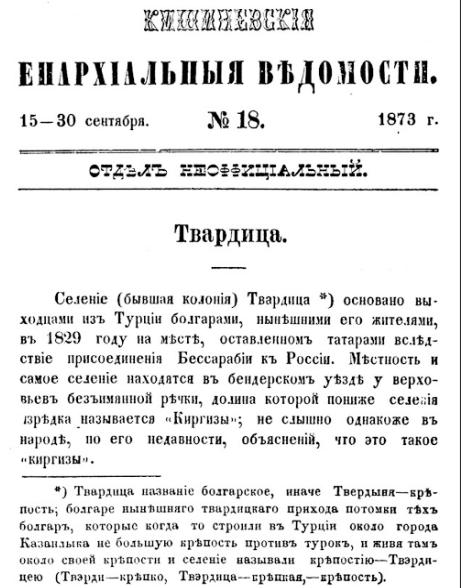 КИШИНЕВСКІЯ
ЕПАРХІАЛЬНЫЯ ВѢДОМОСТИ.
15—30 сентября. № 18. 1873 г.
ОТДѢЛЪ НЕОФФИЦІАЛЬНЫЙ.
Твардица.
Селеніе (бывшая колонія) Твардица *) основано вы-
ходцами изъ Турціи болгарами, нынѣшними его жителями,
въ 1829 году на мѣстѣ, оставленномъ татарами вслѣд-
ствіе присоединенія Бессарабіи къ Россіи. Мѣстность и
самое селеніе находятся въ бендерскомъ уѣздѣ у верхо-
вьевъ безъимянной рѣчки, долина которой пониже селенія
изрѣдка называется «Киргизы»; не слышно однакоже въ
народѣ, по его недавности, объясненій, что это такое
«киргизы».
*) Твардица названіе болгарское, иначе Твердыня—крѣ-
пость; болгаре нынѣшняго твардицкаго прихода потомки тѣхъ
болгаръ, которые когда то строили въ Турціи около города
Казанлыка не большую крѣпость противъ турокъ, и живя тамъ
около своей крѣпости и селеніе называли крѣпостію—Твэрди-
цею (Твэрди—крѣпко, Твэрдица—крѣпкая,—крѣпость).